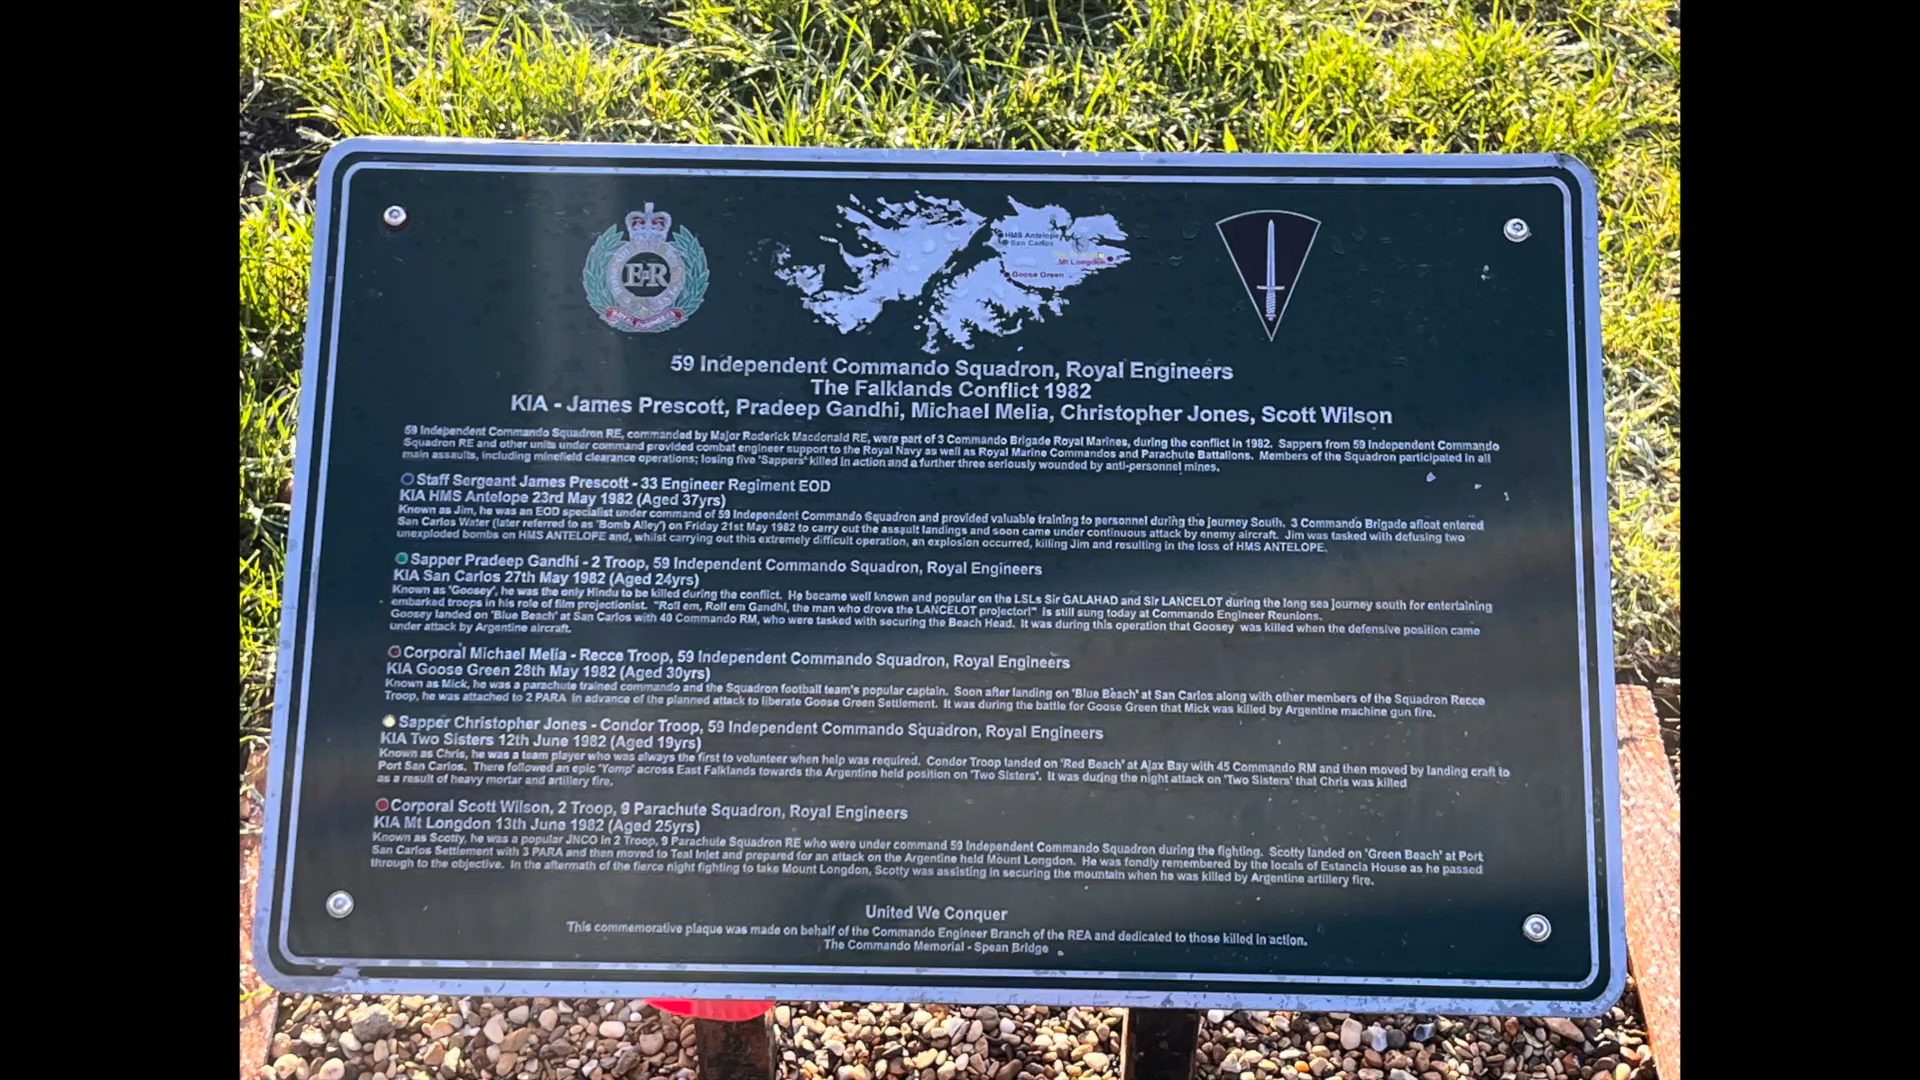 E R
ROYAL ENGINEERS
HMS Antelope
San Carlos
Mt Longdon
Goose Green
59 Independent Commando Squadron, Royal Engineers
The Falklands Conflict 1982
KIA - James Prescott, Pradeep Gandhi, Michael Melia, Christopher Jones, Scott Wilson
59 Independent Commando Squadron RE, commanded by Major Roderick Macdonald RE, were part of 3 Commando Brigade Royal Marines, during the conflict in 1982. Sappers from 59 Independent Commando
Squadron RE and other units under command provided combat engineer support to the Royal Navy as well as Royal Marine Commandos and Parachute Battalions. Members of the Squadron participated in all
main assaults, including minefield clearance operations; losing five 'Sappers' killed in action and a further three seriously wounded by anti-personnel mines.
Staff Sergeant James Prescott - 33 Engineer Regiment EOD
KIA HMS Antelope 23rd May 1982 (Aged 37yrs)
Known as Jim, he was an EOD specialist under command of 59 Independent Commando Squadron and provided valuable training to personnel during the journey South. 3 Commando Brigade afloat entered
San Carlos Water (later referred to as 'Bomb Alley') on Friday 21st May 1982 to carry out the assault landings and soon came under continuous attack by enemy aircraft. Jim was tasked with defusing two
unexploded bombs on HMS ANTELOPE and, whilst carrying out this extremely difficult operation, an explosion occurred, killing Jim and resulting in the loss of HMS ANTELOPE.
Sapper Pradeep Gandhi - 2 Troop, 59 Independent Commando Squadron, Royal Engineers
KIA San Carlos 27th May 1982 (Aged 24yrs)
Known as 'Goosey', he was the only Hindu to be killed during the conflict. He became well known and popular on the LSLs Sir GALAHAD and Sir LANCELOT during the long sea journey south for entertaining
embarked troops in his role of film projectionist. "Roll em, Roll em Gandhi, the man who drove the LANCELOT projector!" is still sung today at Commando Engineer Reunions.
Goosey landed on 'Blue Beach' at San Carlos with 40 Commando RM, who were tasked with securing the Beach Head. It was during this operation that Goosey was killed when the defensive position came
under attack by Argentine aircraft.
Corporal Michael Melia - Recce Troop, 59 Independent Commando Squadron, Royal Engineers
KIA Goose Green 28th May 1982 (Aged 30yrs)
Known as Mick, he was a parachute trained commando and the Squadron football team's popular captain. Soon after landing on 'Blue Beach' at San Carlos along with other members of the Squadron Recce
Troop, he was attached to 2 PARA in advance of the planned attack to liberate Goose Green Settlement. It was during the battle for Goose Green that Mick was killed by Argentine machine gun fire.
Sapper Christopher Jones - Condor Troop, 59 Independent Commando Squadron, Royal Engineers
KIA Two Sisters 12th June 1982 (Aged 19yrs)
Known as Chris, he was a team player who was always the first to volunteer when help was required. Condor Troop landed on 'Red Beach' at Ajax Bay with 45 Commando RM and then moved by landing craft to
Port San Carlos. There followed an epic 'Yomp' across East Falklands towards the Argentine held position on 'Two Sisters'. It was during the night attack on 'Two Sisters' that Chris was killed
as a result of heavy mortar and artillery fire.
Corporal Scott Wilson, 2 Troop, 9 Parachute Squadron, Royal Engineers
KIA Mt Longdon 13th June 1982 (Aged 25yrs)
Known as Scotty, he was a popular JNCO in 2 Troop, 9 Parachute Squadron RE who were under command 59 Independent Commando Squadron during the fighting. Scotty landed on 'Green Beach' at Port
San Carlos Settlement with 3 PARA and then moved to Teal Inlet and prepared for an attack on the Argentine held Mount Longdon. He was fondly remembered by the locals of Estancia House as he passed
through to the objective. In the aftermath of the fierce night fighting to take Mount Longdon, Scotty was assisting in securing the mountain when he was killed by Argentine artillery fire.
United We Conquer
This commemorative plaque was made on behalf of the Commando Engineer Branch of the REA and dedicated to those killed in action.
The Commando Memorial - Spean Bridge